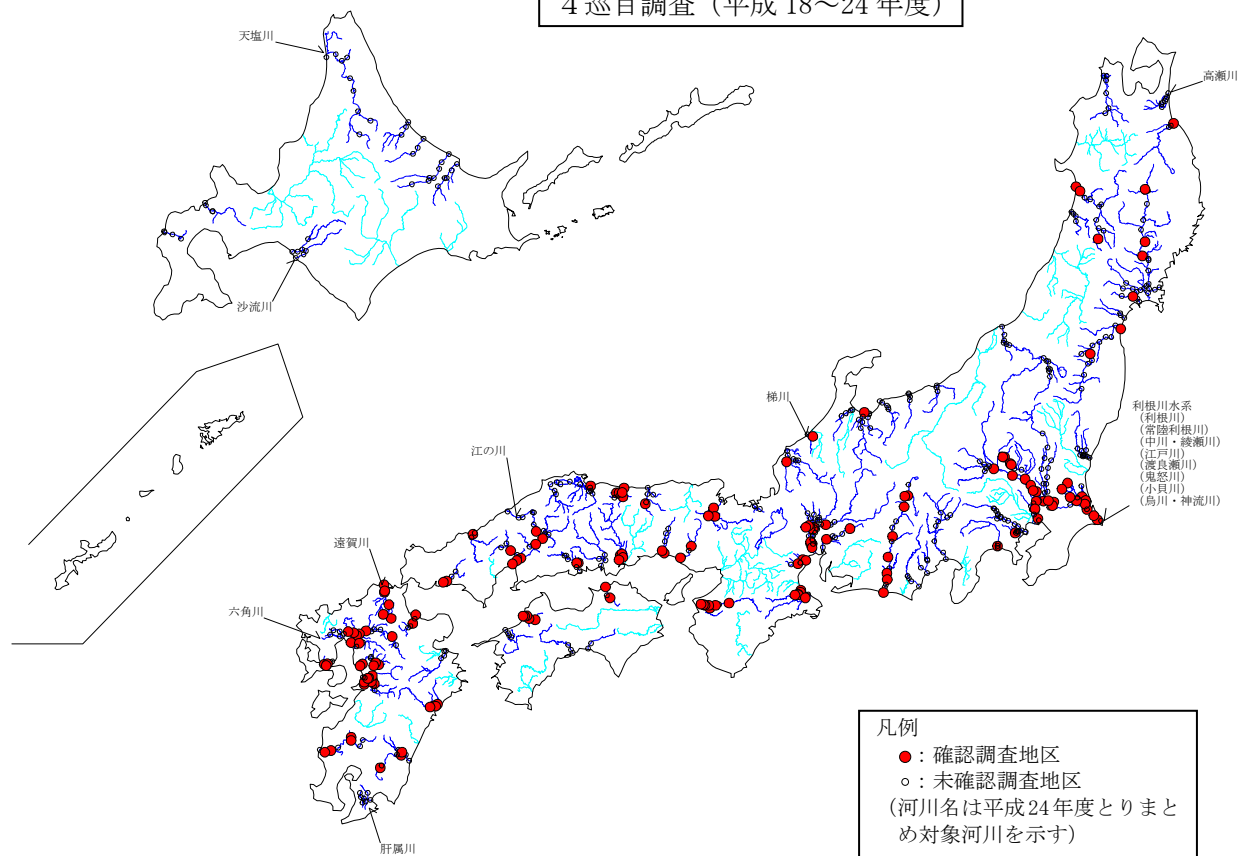 4巡目調査（平成 18～24 年度）
天塩川
高瀬川
沙流川
梯川
利根川水系
（利根川）
（常陸利根川）
（中川・綾瀬川）
（江戸川）
（渡良瀬川）
（鬼怒川）
（小貝川）
（烏川・神流川）
江の川
遠賀川
六角川
肝属川
凡例
：確認調査地区
：未確認調査地区
（河川名は平成24年度とりまと
め対象河川を示す）